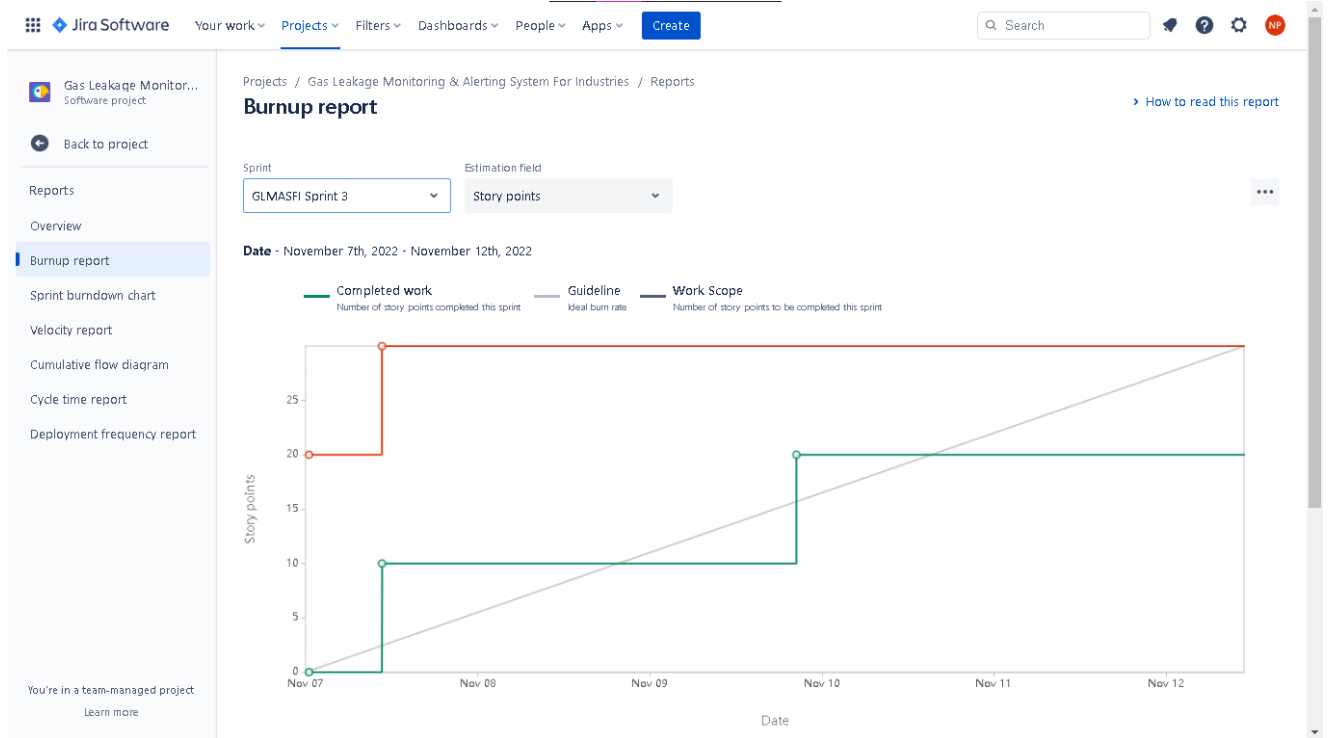 Jira Software Your work Projects Filters Dashboards People Apps Create Search NP
Gas Leakage Monitor...
Software project
Back to project
Reports
Overview
Burnup report
Sprint burndown chart
Velocity report
Cumulative flow diagram
Cycle time report
Deployment frequency report
You're in a team-managed project
Learn more
Projects / Gas Leakage Monitoring & Alerting System For Industries / Reports
Burnup report
How to read this report
Sprint Estimation field
GLMASFI Sprint 3 Story points
Date - November 7th, 2022 - November 12th, 2022
Completed work Guideline Work Scope
Number of story points completed this sprint Ideal burn rate Number of story points to be completed this sprint
25
20
15
10
5
0
Story points
Nov 07 Nov 08 Nov 09 Nov 10 Nov 11 Nov 12
Date